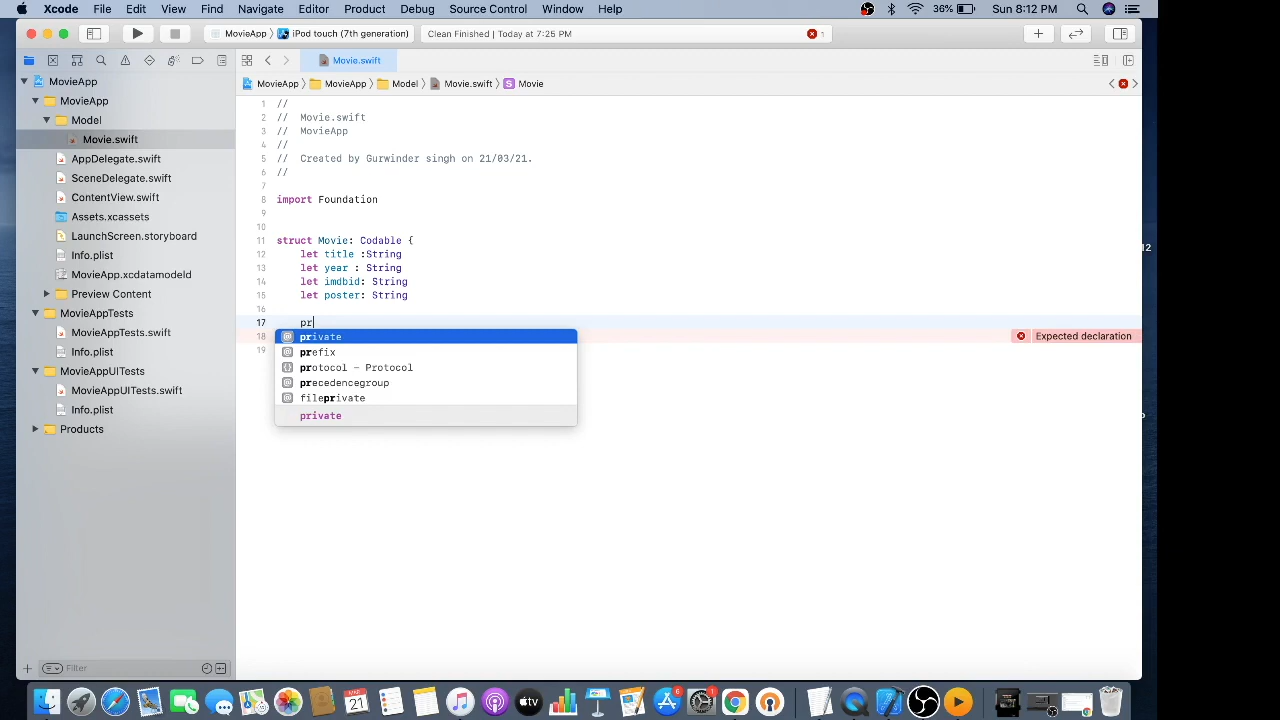 Xcode File Edit View Find Navigate Editor Product Debug Source Control Window Help 36% Sun 8:12 PM
MovieApp iPod touch (7th generation) Clean Finished | Today at 7:25 PM 1
Movie.swift
MovieApp MovieApp Model Movie.swift S Movie
MovieApp
MovieApp
Model
Movie.swift
AppDelegate.swift
SceneDelegate.swift
ContentView.swift
Assets.xcassets
LaunchScreen.storyboard
Info.plist
MovieApp.xcdatamodeld
Preview Content
MovieAppTests
MovieAppTests.swift
Info.plist
MovieAppUITests
MovieAppUITests.swift
Info.plist
Products
Filter
1 //
2 //  Movie.swift
3 //  MovieApp
4 //
5 //  Created by Gurwinder singh on 21/03/21.
6 //
7
8 import Foundation
9
10
11 struct Movie: Codable {
12     let title :String
13     let year : String
14     let imdbid: String
15     let poster: String
16
17     pr
18 Expected declaration
19
private
prefix
protocol – Protocol
precedencegroup
fileprivate
private
12
MAR
21
tv
6
1